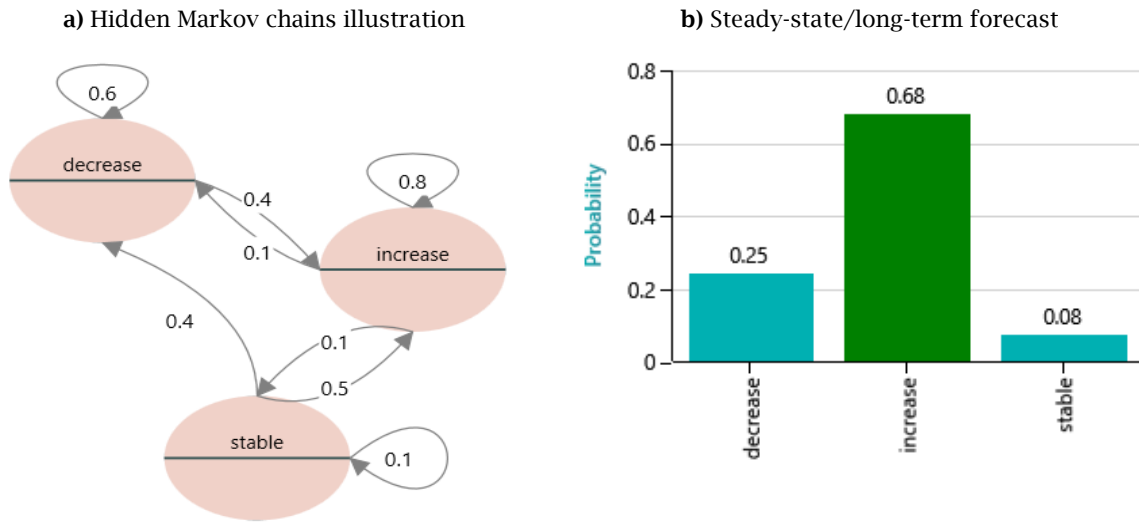 a) Hidden Markov chains illustration
0.6
decrease
0.4
0.1
0.8
increase
0.4
0.1
0.5
stable
0.1
b) Steady-state/long-term forecast
Probability
0.8
0.6
0.4
0.2
0
0.25
0.68
0.08
decrease
increase
stable